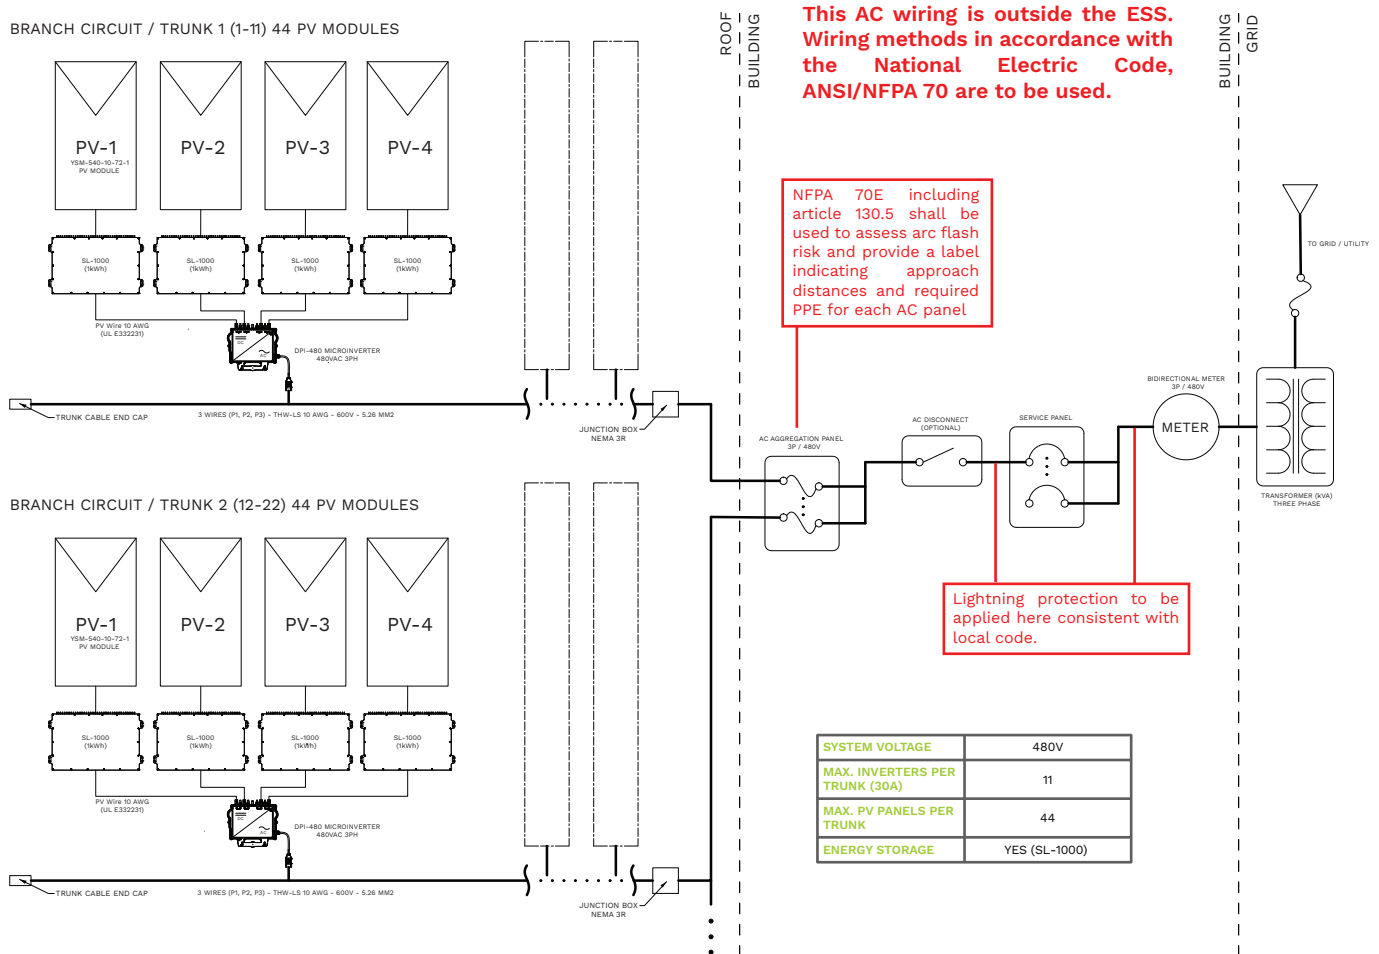 BRANCH CIRCUIT / TRUNK 1 (1-11) 44 PV MODULES
PV-1
YSM-540-10-72-1
PV MODULE
PV-2
PV-3
PV-4
SL-1000
(1kWh)
SL-1000
(1kWh)
SL-1000
(1kWh)
SL-1000
(1kWh)
PV Wire 10 AWG
(UL E332231)
DC
AC
DPI-480 MICROINVERTER
480VAC 3PH
TRUNK CABLE END CAP
3 WIRES (P1, P2, P3) - THW-LS 10 AWG - 600V - 5.26 MM2
JUNCTION BOX
NEMA 3R
BRANCH CIRCUIT / TRUNK 2 (12-22) 44 PV MODULES
PV-1
YSM-540-10-72-1
PV MODULE
PV-2
PV-3
PV-4
SL-1000
(1kWh)
SL-1000
(1kWh)
SL-1000
(1kWh)
SL-1000
(1kWh)
PV Wire 10 AWG
(UL E332231)
DC
AC
DPI-480 MICROINVERTER
480VAC 3PH
TRUNK CABLE END CAP
3 WIRES (P1, P2, P3) - THW-LS 10 AWG - 600V - 5.26 MM2
JUNCTION BOX
NEMA 3R
ROOF
BUILDING
This AC wiring is outside the ESS.
Wiring methods in accordance with
the National Electric Code,
ANSI/NFPA 70 are to be used.
BUILDING
GRID
NFPA 70E including
article 130.5 shall be
used to assess arc flash
risk and provide a label
indicating approach
distances and required
PPE for each AC panel
TO GRID / UTILITY
AC AGGREGATION PANEL
3P / 480V
AC DISCONNECT
(OPTIONAL)
SERVICE PANEL
BIDIRECTIONAL METER
3P / 480V
METER
TRANSFORMER (kVA)
THREE PHASE
Lightning protection to be
applied here consistent with
local code.
SYSTEM VOLTAGE 480V
MAX. INVERTERS PER
TRUNK (30A) 11
MAX. PV PANELS PER
TRUNK 44
ENERGY STORAGE YES (SL-1000)